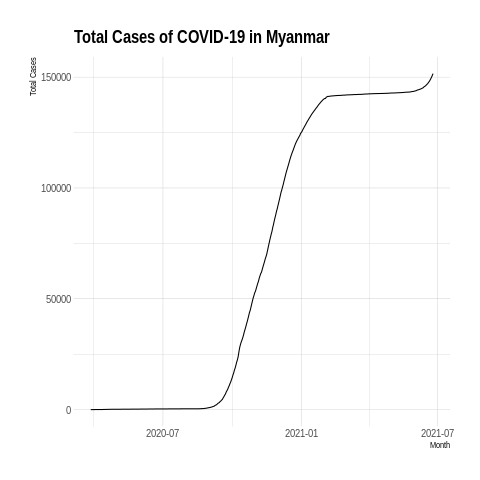 Total Cases of COVID-19 in Myanmar
Total Cases
150000
100000
50000
0
2020-07
2021-01
2021-07
Month